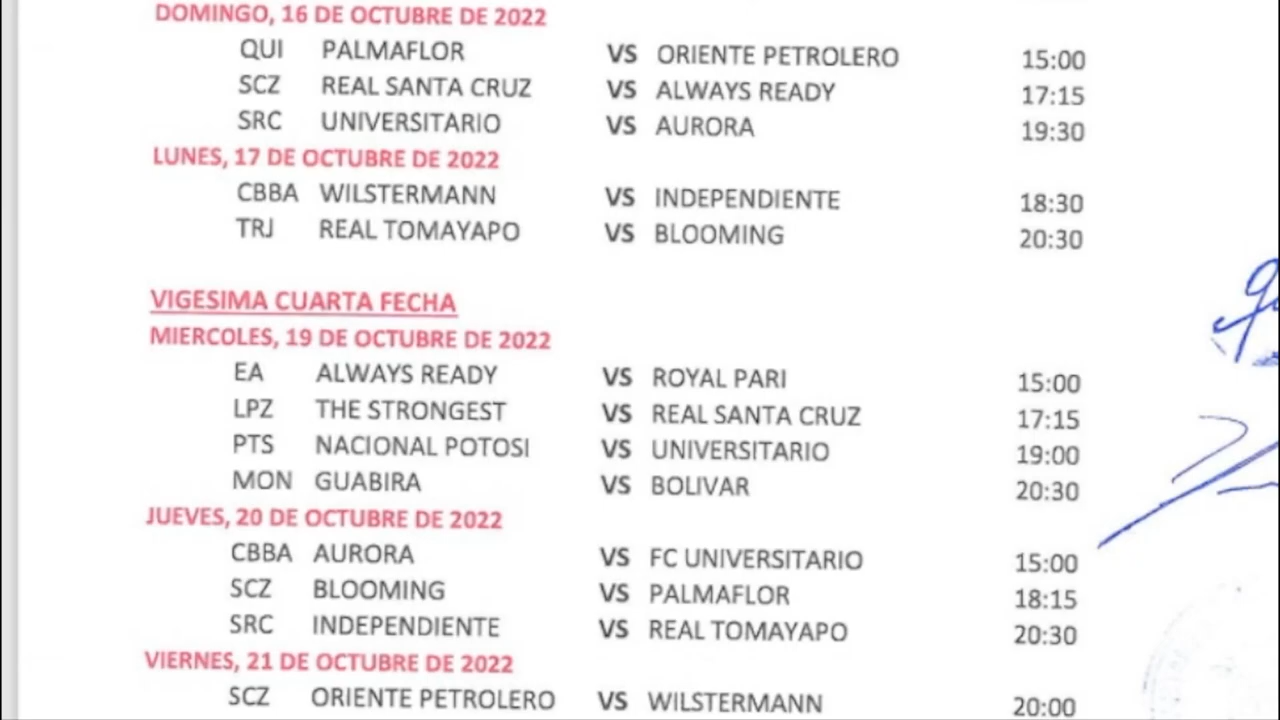 DOMINGO, 16 DE OCTUBRE DE 2022
QUI PALMAFLOR VS ORIENTE PETROLERO 15:00
SCZ REAL SANTA CRUZ VS ALWAYS READY 17:15
SRC UNIVERSITARIO VS AURORA 19:30
LUNES, 17 DE OCTUBRE DE 2022
CBBA WILSTERMANN VS INDEPENDIENTE 18:30
TRJ REAL TOMAYAPO VS BLOOMING 20:30
VIGESIMA CUARTA FECHA
MIERCOLES, 19 DE OCTUBRE DE 2022
EA ALWAYS READY VS ROYAL PARI 15:00
LPZ THE STRONGEST VS REAL SANTA CRUZ 17:15
PTS NACIONAL POTOSI VS UNIVERSITARIO 19:00
MON GUABIRA VS BOLIVAR 20:30
JUEVES, 20 DE OCTUBRE DE 2022
CBBA AURORA VS FC UNIVERSITARIO 15:00
SCZ BLOOMING VS PALMAFLOR 18:15
SRC INDEPENDIENTE VS REAL TOMAYAPO 20:30
VIERNES, 21 DE OCTUBRE DE 2022
SCZ ORIENTE PETROLERO VS WILSTERMANN 20:00